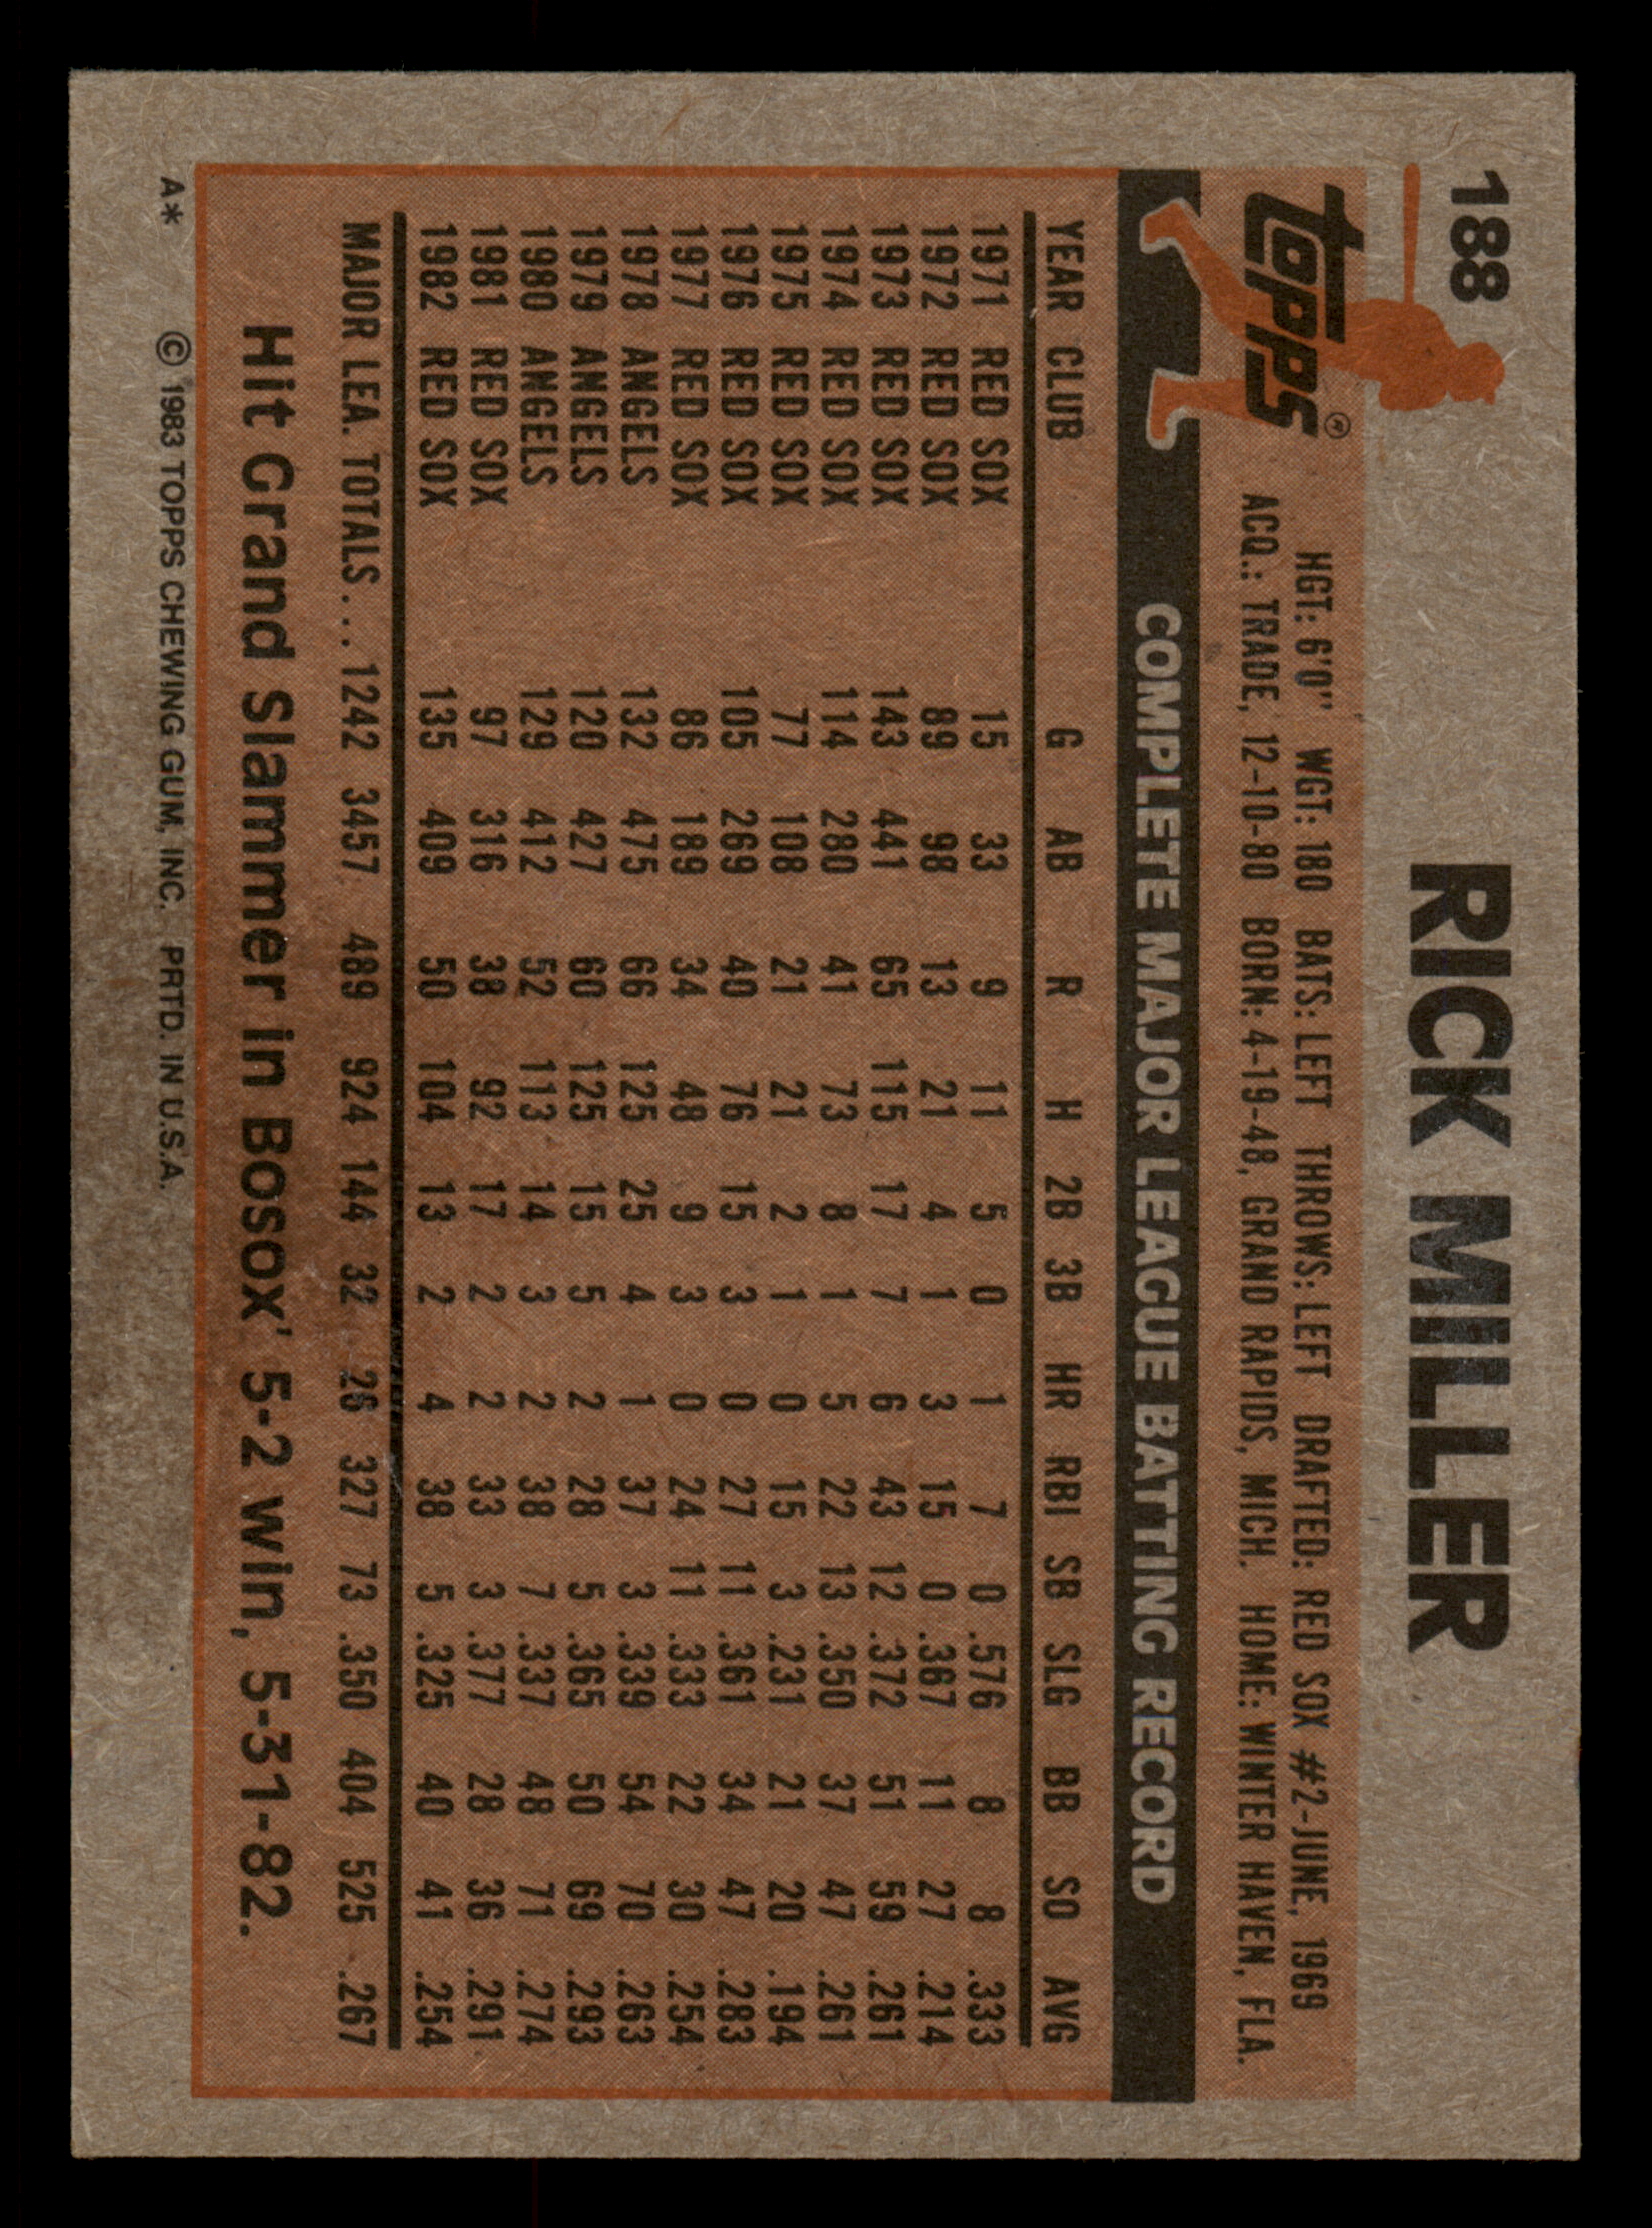 188
RICK MILLER
topps®
HGT: 6'0" WGT: 180 BATS: LEFT THROWS: LEFT DRAFTED: RED SOX #2-JUNE, 1969
ACQ.: TRADE, 12-10-80 BORN: 4-19-48, GRAND RAPIDS, MICH. HOME: WINTER HAVEN, FLA.
COMPLETE MAJOR LEAGUE BATTING RECORD
YEAR CLUB G AB R H 2B 3B HR RBI SB SLG BB SO AVG
1971 RED SOX 15 33 9 11 5 0 1 7 0 .576 8 8 .333
1972 RED SOX 89 98 13 21 4 1 3 15 0 .367 11 27 .214
1973 RED SOX 143 441 65 115 17 7 6 43 12 .372 51 59 .261
1974 RED SOX 114 280 41 73 8 1 5 22 13 .350 37 47 .261
1975 RED SOX 77 108 21 21 2 1 0 15 3 .231 21 20 .194
1976 RED SOX 105 269 40 76 15 3 0 27 11 .361 34 47 .283
1977 RED SOX 86 189 34 48 9 3 0 24 11 .333 22 30 .254
1978 ANGELS 132 475 66 125 25 4 1 37 3 .339 54 70 .263
1979 ANGELS 120 427 60 125 15 5 2 28 5 .365 50 69 .293
1980 ANGELS 129 412 52 113 14 3 2 38 7 .337 48 71 .274
1981 RED SOX 97 316 38 92 17 2 2 33 3 .377 28 36 .291
1982 RED SOX 135 409 50 104 13 2 4 38 5 .325 40 41 .254
MAJOR LEA. TOTALS... 1242 3457 489 924 144 32 26 327 73 .350 404 525 .267
Hit Grand Slammer in Bosox' 5-2 win, 5-31-82.
A* © 1983 TOPPS CHEWING GUM, INC. PRTD. IN U.S.A.